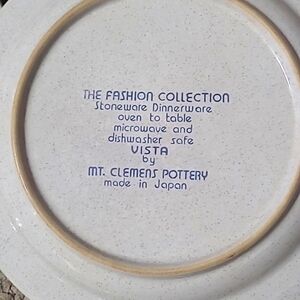 THE FASHION COLLECTION
Stoneware Dinnerware
oven to table
microwave and
dishwasher safe
VISTA
by
MT. CLEMENS POTTERY
made in Japan